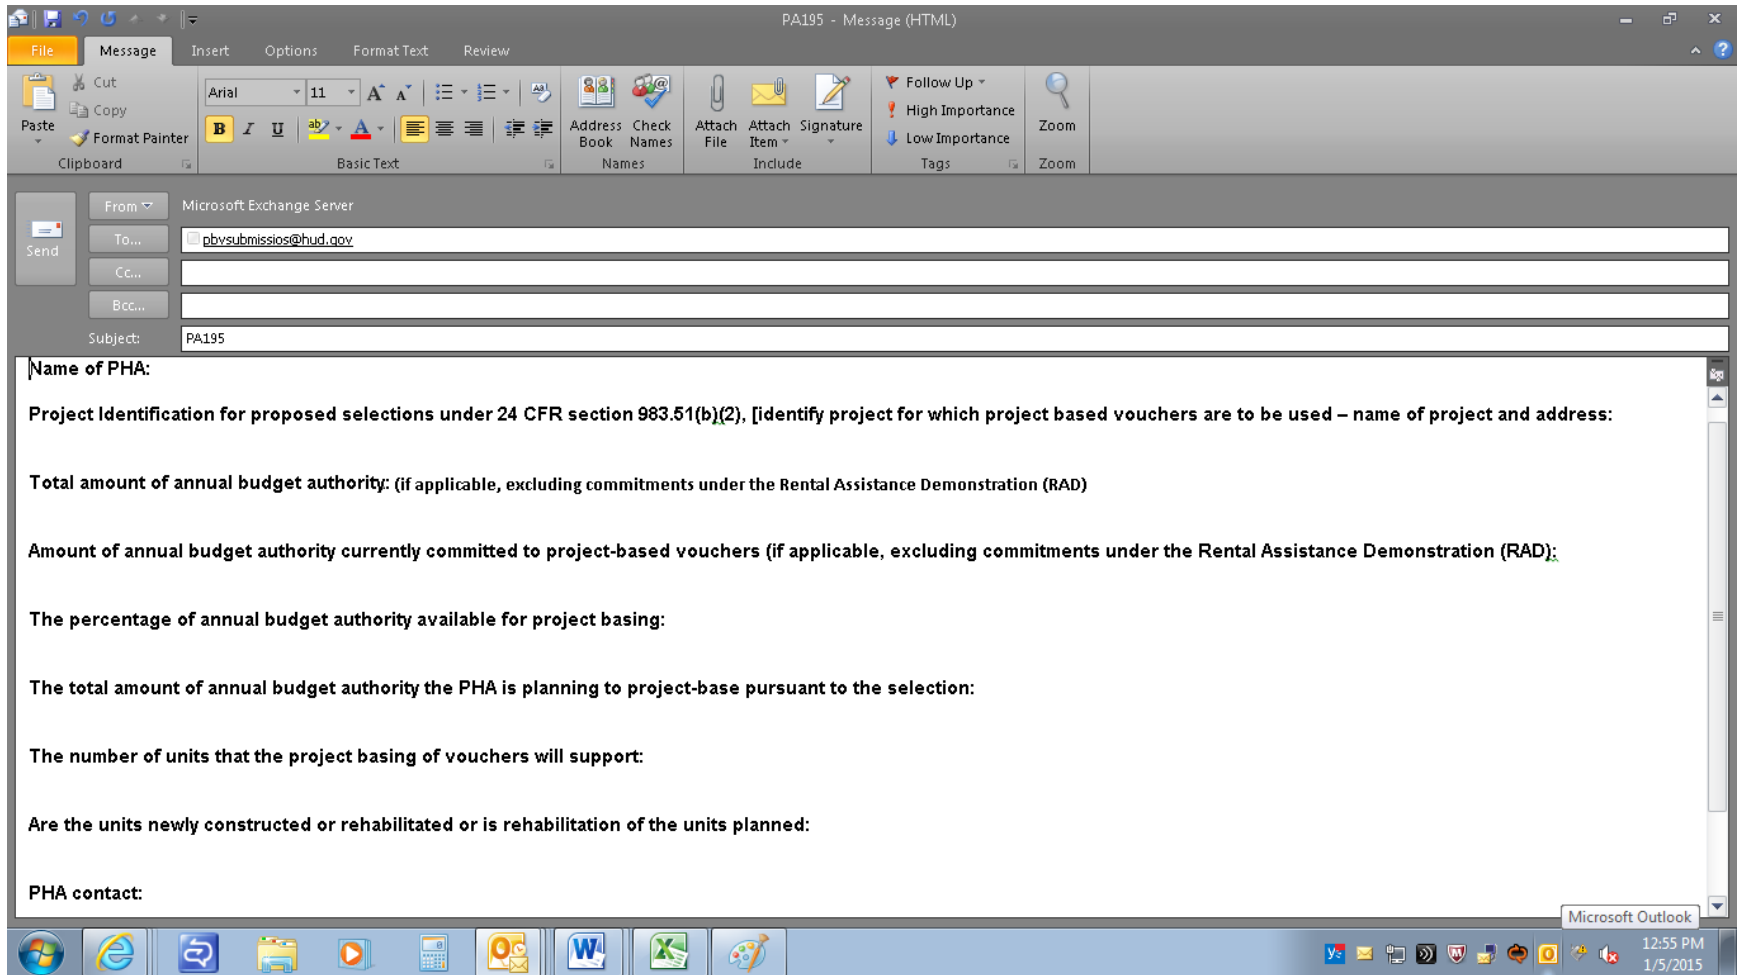 PA195 - Message (HTML)
File Message Insert Options Format Text Review
Cut
Copy
Paste
Format Painter
Clipboard
Arial 11
B I U
Basic Text
Address Book
Check Names
Names
Attach File
Attach Item
Signature
Include
Follow Up
High Importance
Low Importance
Tags
Zoom
Zoom
Send
From Microsoft Exchange Server
To... pbvsubmissios@hud.gov
Cc...
Bcc...
Subject: PA195
Name of PHA:
Project Identification for proposed selections under 24 CFR section 983.51(b)(2), [identify project for which project based vouchers are to be used – name of project and address:
Total amount of annual budget authority: (if applicable, excluding commitments under the Rental Assistance Demonstration (RAD)
Amount of annual budget authority currently committed to project-based vouchers (if applicable, excluding commitments under the Rental Assistance Demonstration (RAD):
The percentage of annual budget authority available for project basing:
The total amount of annual budget authority the PHA is planning to project-base pursuant to the selection:
The number of units that the project basing of vouchers will support:
Are the units newly constructed or rehabilitated or is rehabilitation of the units planned:
PHA contact:
Microsoft Outlook
12:55 PM
1/5/2015